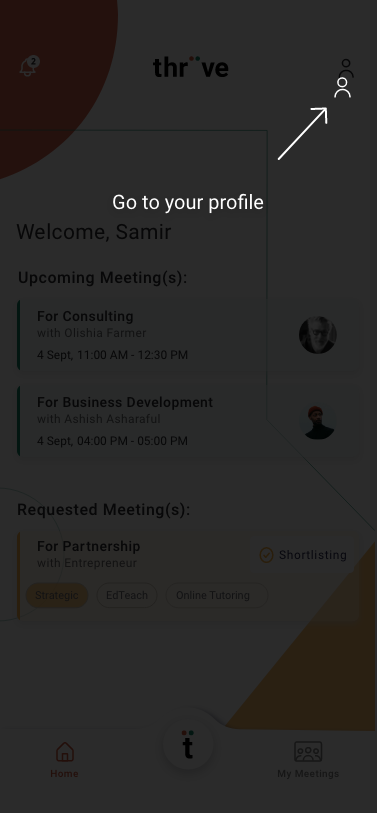 2
thrïve
Go to your profile
Welcome, Samir
Upcoming Meeting(s):
For Consulting
with Olishia Farmer
4 Sept, 11:00 AM - 12:30 PM
For Business Development
with Ashish Asharaful
4 Sept, 04:00 PM - 05:00 PM
Requested Meeting(s):
For Partnership
with Entrepreneur
Shortlisting
Strategic
EdTeach
Online Tutoring
ẗ
Home
My Meetings